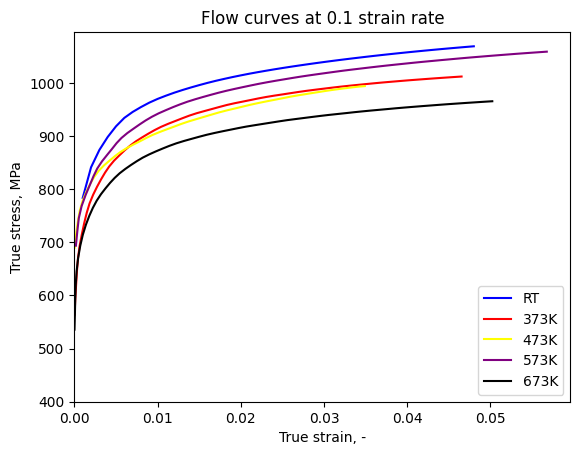 Flow curves at 0.1 strain rate
True stress, MPa
1000
900
800
700
600
500
400
0.00
0.01
0.02
0.03
0.04
0.05
True strain, -
RT
373K
473K
573K
673K